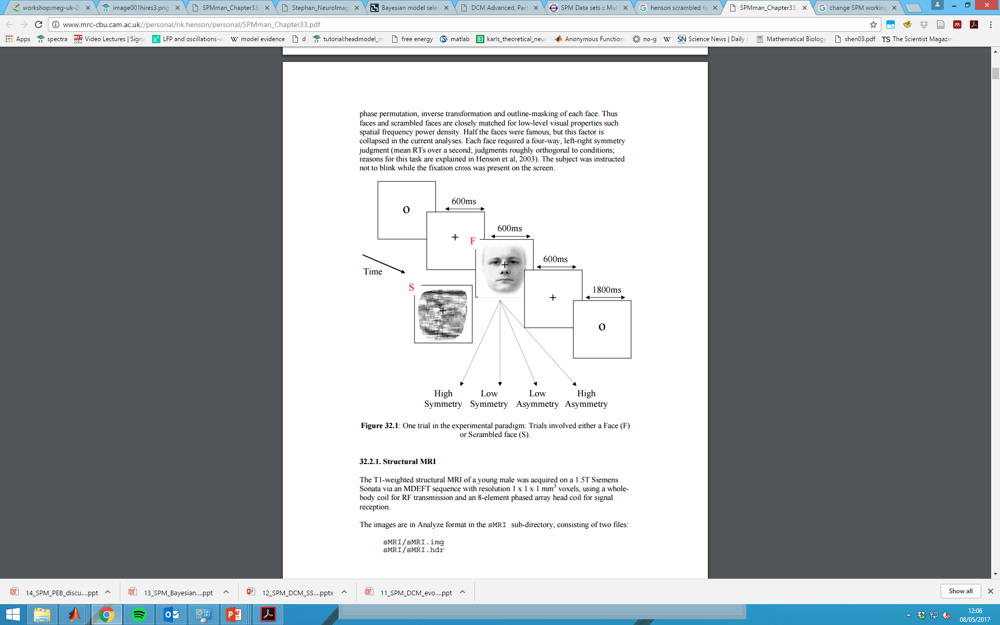 workshop:meg-uk-20
image001hires3.png
SPMman_Chapter33.
Stephan_NeuroImag
Bayesian model selec
DCM Advanced, Part
SPM Data sets :: Mul
henson scrambled fa
SPMman_Chapter33.
change SPM working
www.mrc-cbu.cam.ac.uk//personal/rik.henson/personal/SPMman_Chapter33.pdf
Apps
spectra
Video Lectures | Signa
LFP and oscillations-w
W model evidence
d
tutorial:headmodel_m
free energy
matlab
karls_theoretical_neur
Anonymous Function
no-g
W
SN Science News | Daily
Mathematical Biology
shen03.pdf
TS The Scientist Magazin
phase permutation, inverse transformation and outline-masking of each face. Thus
faces and scrambled faces are closely matched for low-level visual properties such
spatial frequency power density. Half the faces were famous, but this factor is
collapsed in the current analyses. Each face required a four-way, left-right symmetry
judgment (mean RTs over a second; judgments roughly orthogonal to conditions;
reasons for this task are explained in Henson et al, 2003). The subject was instructed
not to blink while the fixation cross was present on the screen.
o
600ms
+
600ms
F
+
600ms
Time
S
+
+
1800ms
o
High Low Low High
Symmetry Symmetry Asymmetry Asymmetry
Figure 32.1: One trial in the experimental paradigm: Trials involved either a Face (F)
or Scrambled face (S).
32.2.1. Structural MRI
The T1-weighted structural MRI of a young male was acquired on a 1.5T Siemens
Sonata via an MDEFT sequence with resolution 1 x 1 x 1 mm³ voxels, using a whole-
body coil for RF transmission and an 8-element phased array head coil for signal
reception.
The images are in Analyze format in the sMRI sub-directory, consisting of two files:
sMRI/sMRI.img
sMRI/sMRI.hdr
14_SPM_PEB_discu....ppt
13_SPM_Bayesian....ppt
12_SPM_DCM_SS....pptx
11_SPM_DCM_evo....ppt
Show all
12:06
08/05/2017